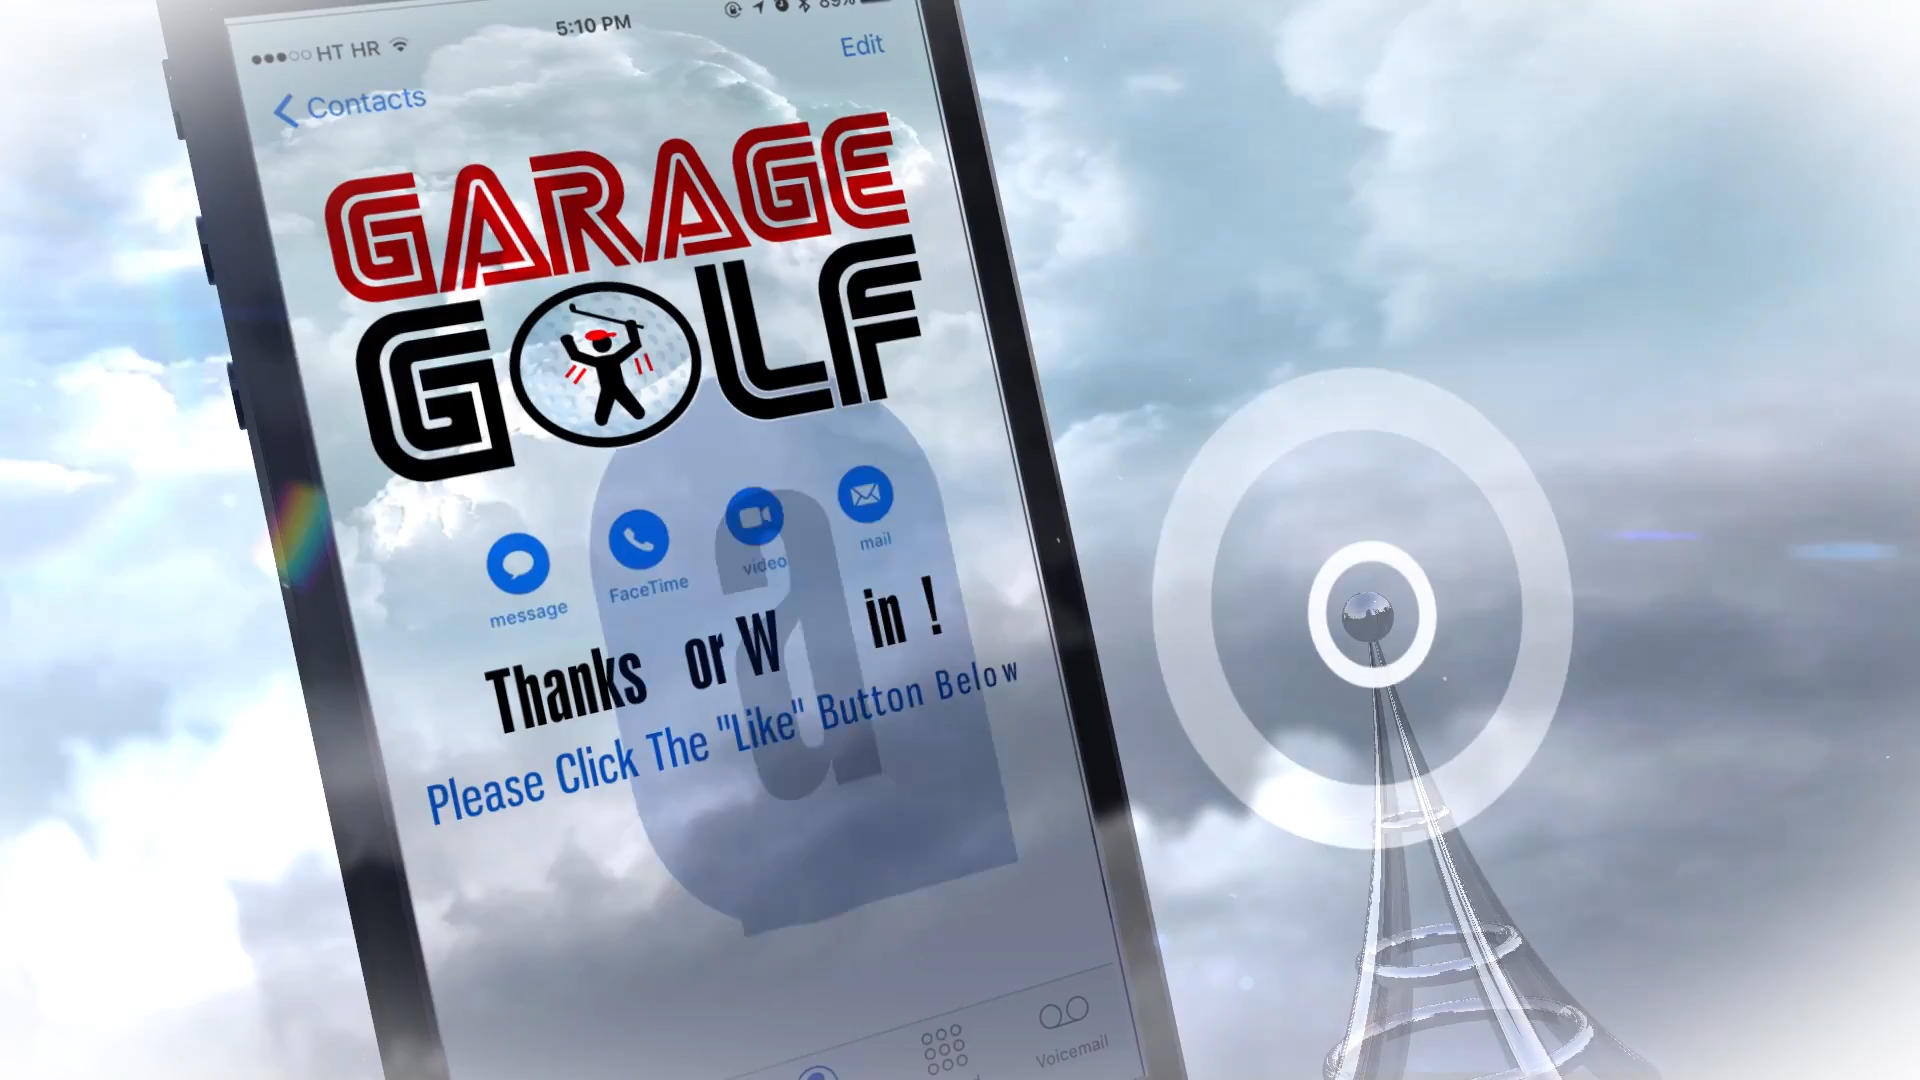 HT HR 5:10 PM 89%
Contacts Edit
GARAGE
GOLF
message FaceTime video mail
Thanks or W in !
a
Please Click The "Like" Button Below
Voicemail